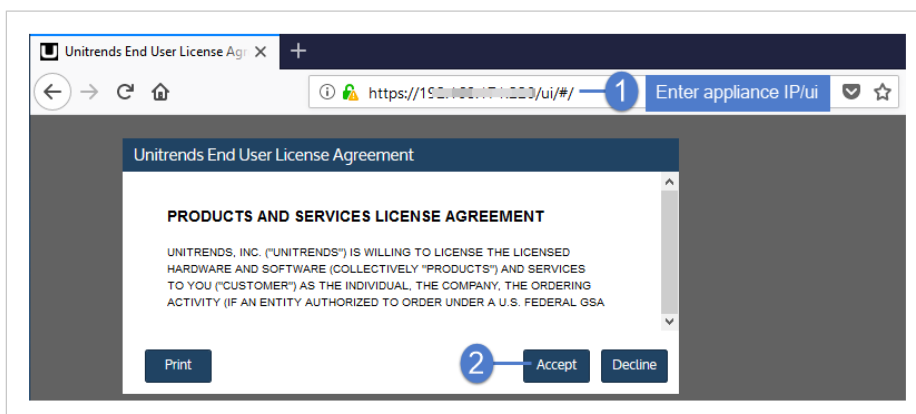 Unitrends End User License Agr
https://192. /ui/#/
1
Enter appliance IP/ui
Unitrends End User License Agreement
PRODUCTS AND SERVICES LICENSE AGREEMENT
UNITRENDS, INC. ("UNITRENDS") IS WILLING TO LICENSE THE LICENSED
HARDWARE AND SOFTWARE (COLLECTIVELY "PRODUCTS") AND SERVICES
TO YOU ("CUSTOMER") AS THE INDIVIDUAL, THE COMPANY, THE ORDERING
ACTIVITY (IF AN ENTITY AUTHORIZED TO ORDER UNDER A U.S. FEDERAL GSA
Print
2
Accept
Decline